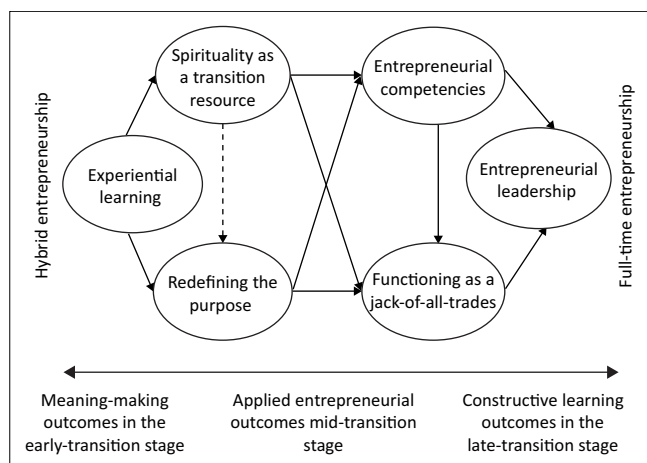 Hybrid entrepreneurship
Spirituality as
a transition
resource
Entrepreneurial
competencies
Experiential
learning
Entrepreneurial
leadership
Redefining the
purpose
Functioning as a
jack-of-all-trades
Full-time entrepreneurship
Meaning-making
outcomes in the
early-transition stage
Applied entrepreneurial
outcomes mid-transition
stage
Constructive learning
outcomes in the
late-transition stage